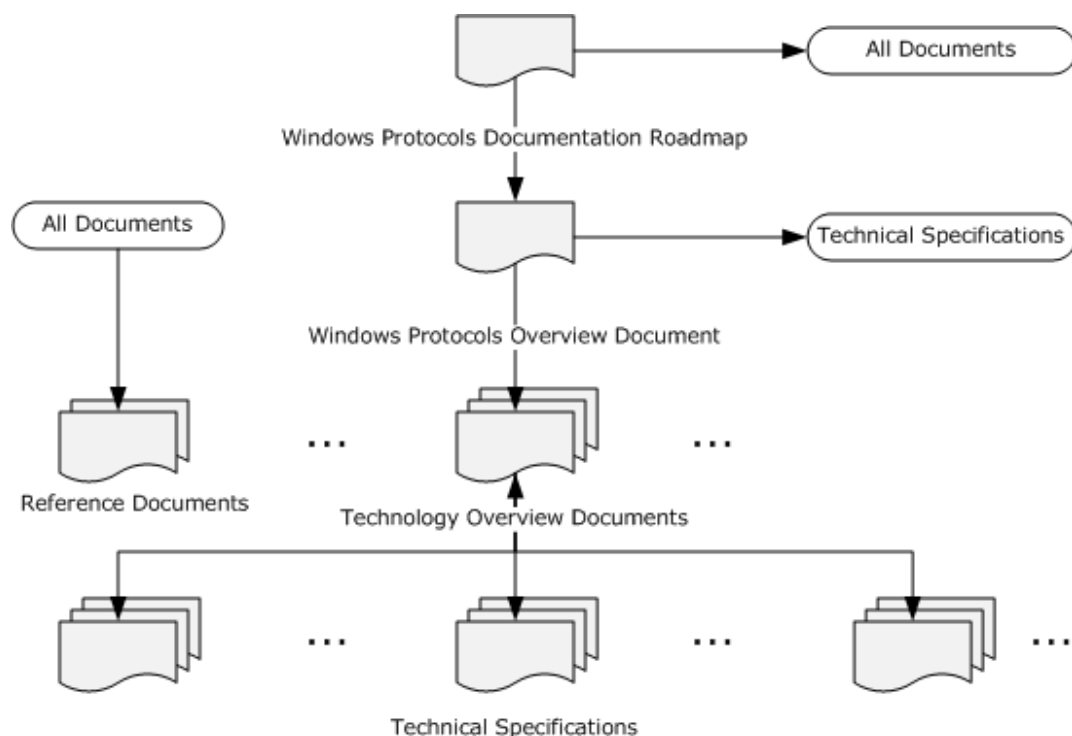 All Documents
Windows Protocols Documentation Roadmap
All Documents
Technical Specifications
Windows Protocols Overview Document
... ...
Reference Documents
Technology Overview Documents
... ... ...
Technical Specifications